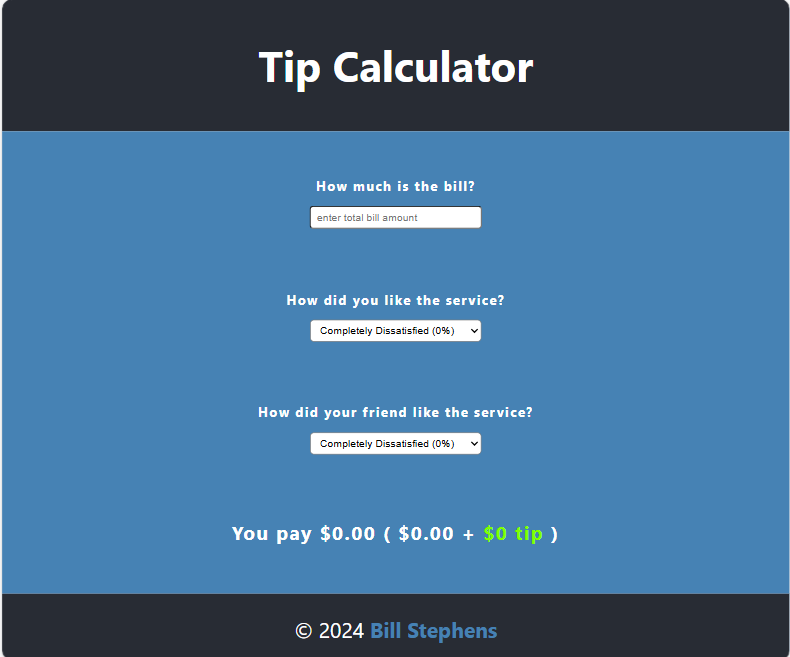 Tip Calculator
How much is the bill?
enter total bill amount
How did you like the service?
Completely Dissatisfied (0%)
How did your friend like the service?
Completely Dissatisfied (0%)
You pay $0.00 ( $0.00 + $0 tip )
© 2024 Bill Stephens